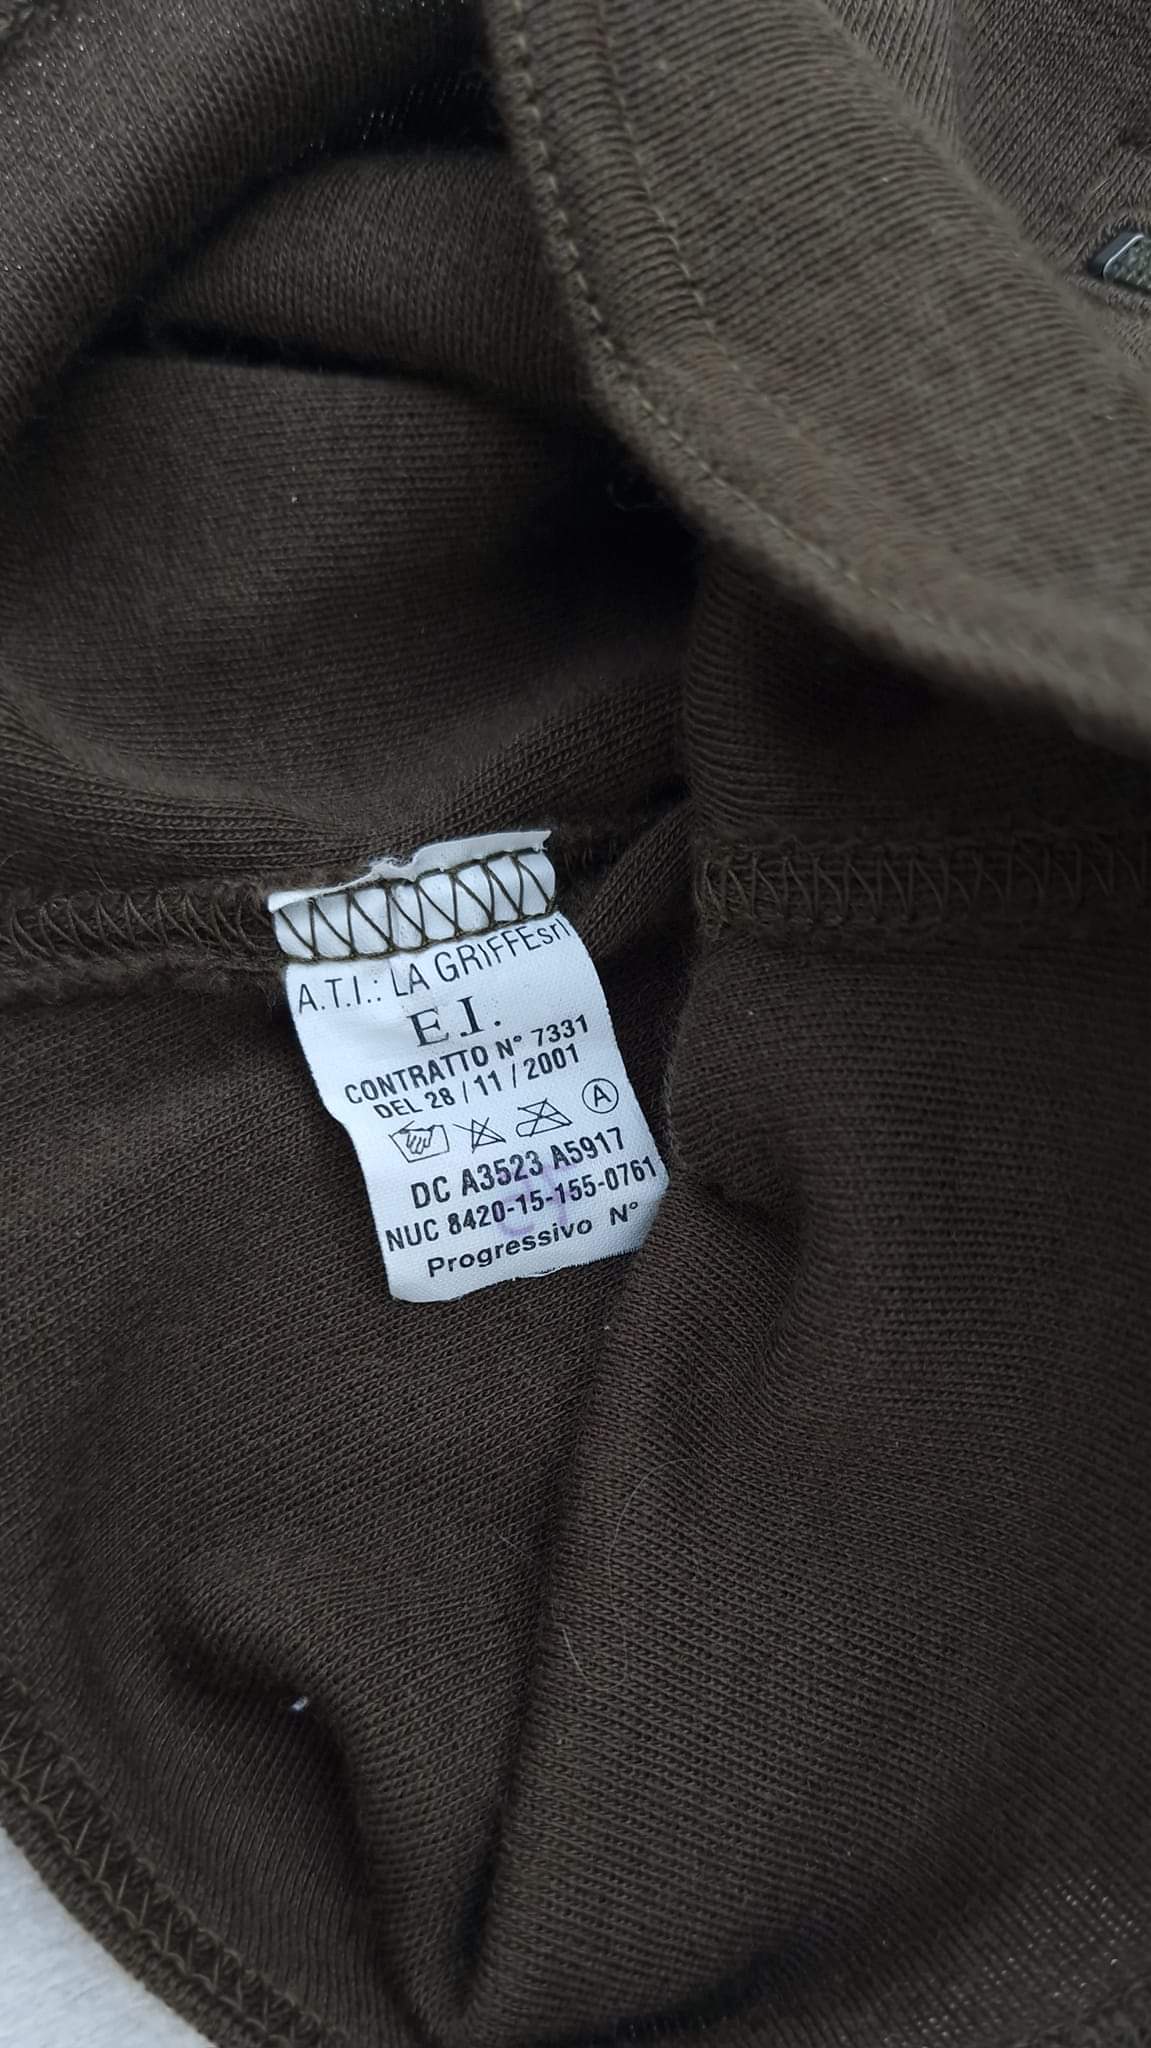 A.T.I.: LA GRIFFEsrl
E.I.
CONTRATTO N° 7331
DEL 28 / 11 / 2001
A
DC A3523 A5917
NUC 8420-15-155-0761
Progressivo N°